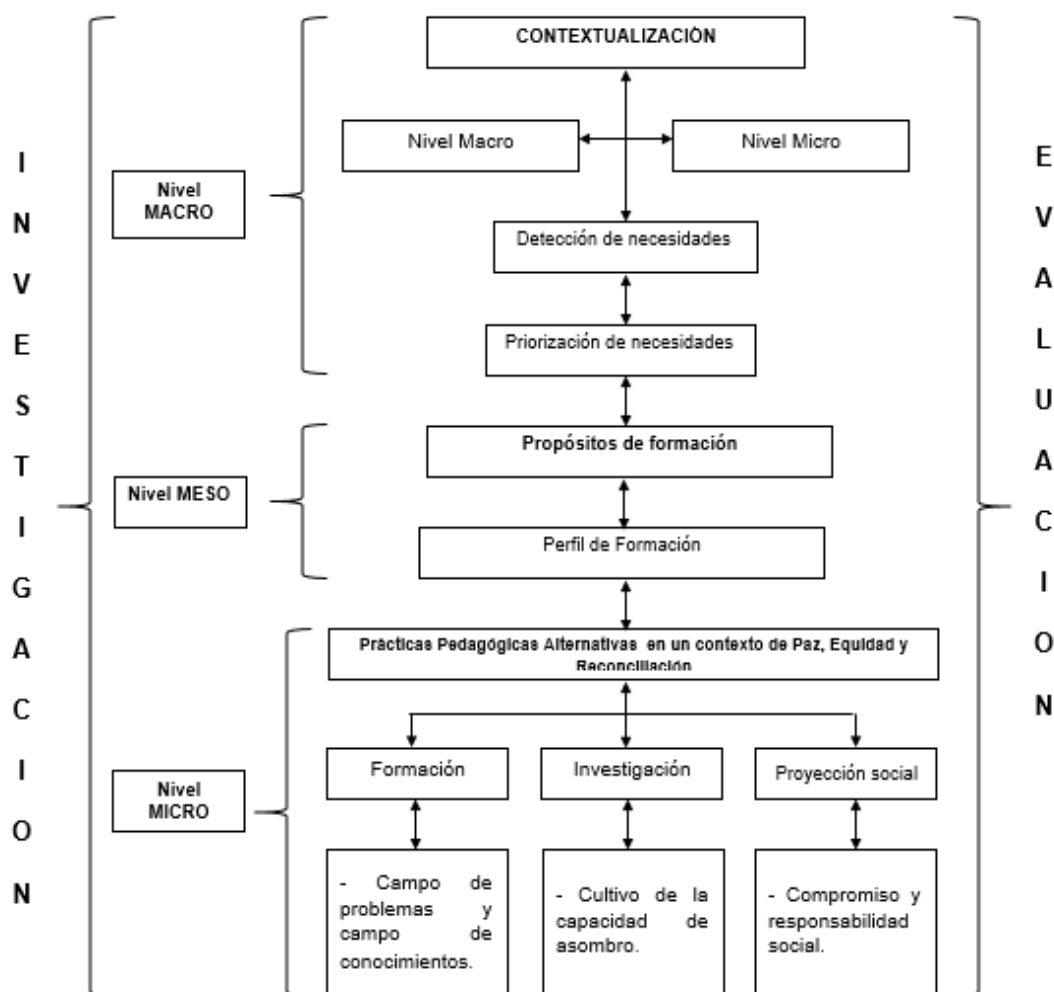 INVESTIGACION
EVALUACION
CONTEXTUALIZACIÓN
Nivel Macro
Nivel Micro
Nivel
MACRO
Detección de necesidades
Priorización de necesidades
Propósitos de formación
Nivel MESO
Perfil de Formación
Prácticas Pedagógicas Alternativas en un contexto de Paz, Equidad y
Reconciliación
Nivel
MICRO
Formación
Investigación
Proyección social
- Campo de
problemas y
campo de
conocimientos.
- Cultivo de la
capacidad de
asombro.
- Compromiso y
responsabilidad
social.